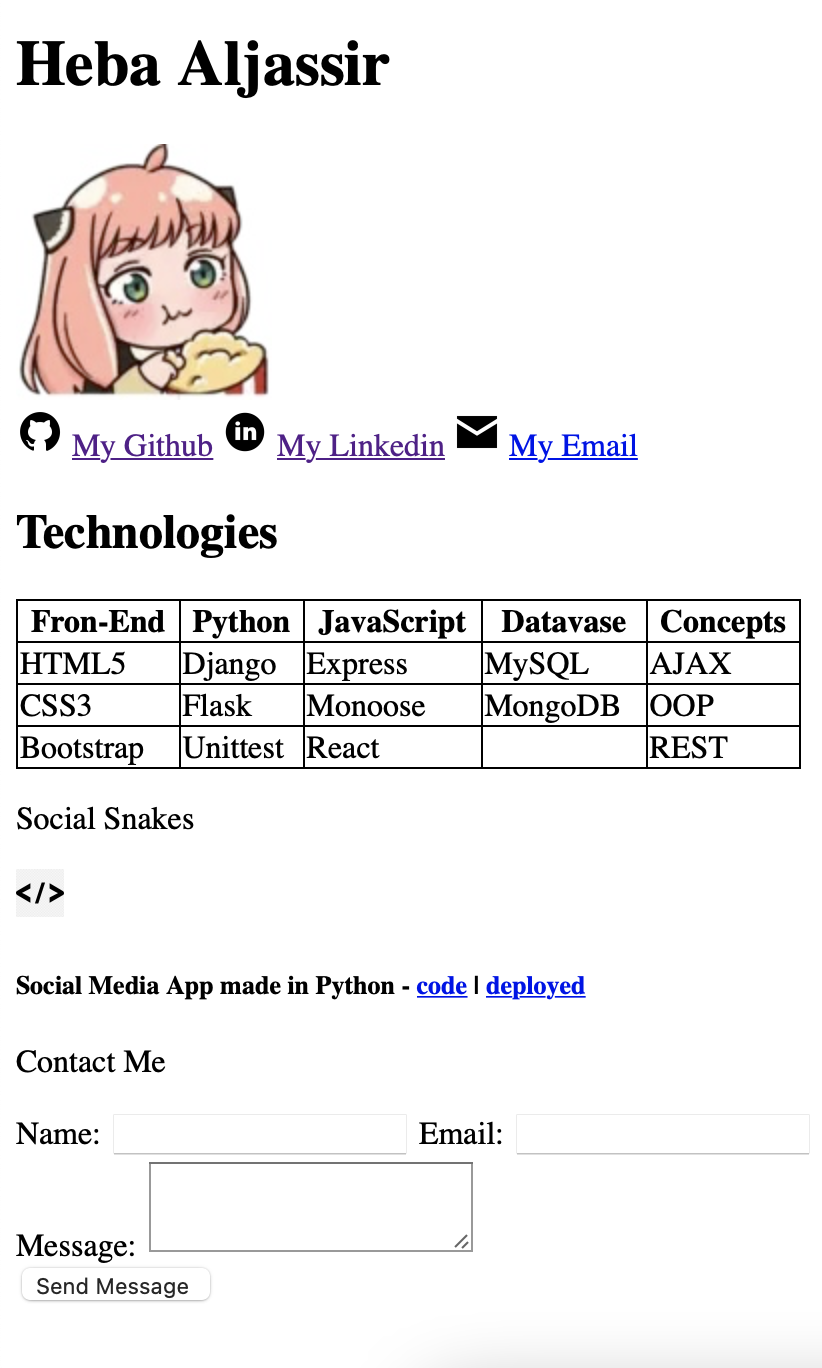 Heba Aljassir
in My Github My Linkedin My Email
Technologies
Fron-End Python JavaScript Datavase Concepts
HTML5 Django Express MySQL AJAX
CSS3 Flask Monoose MongoDB OOP
Bootstrap Unittest React REST
Social Snakes
</>
Social Media App made in Python - code | deployed
Contact Me
Name: Email:
Message:
Send Message